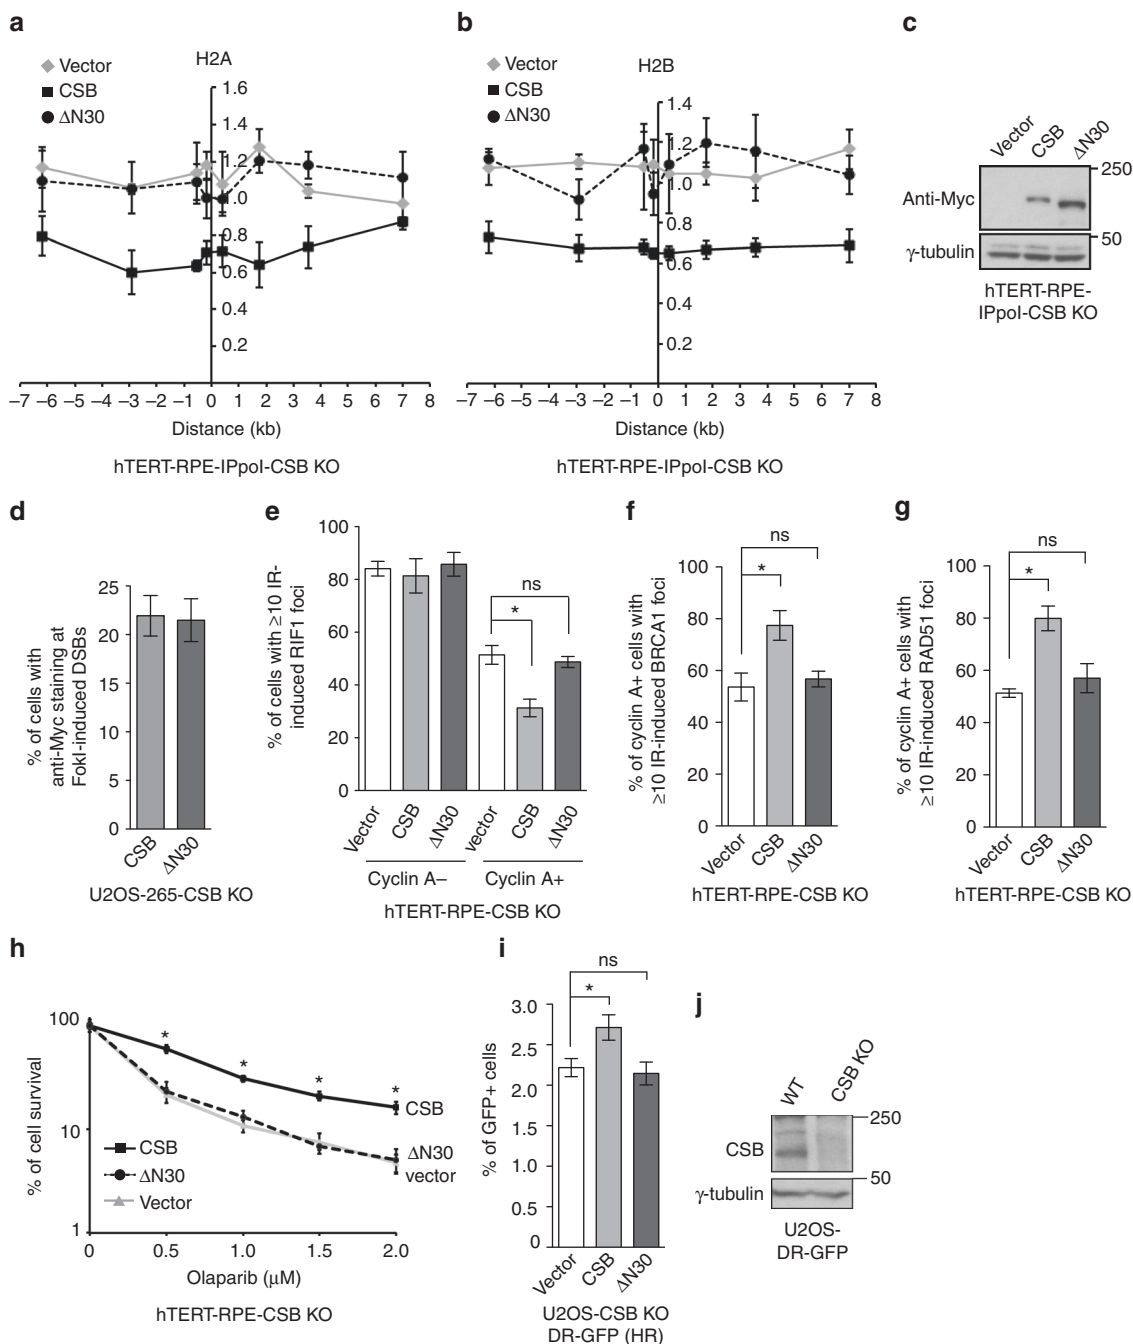 a
H2A
Vector
CSB
ΔN30
1.6
1.4
1.2
1.0
0.8
0.6
0.4
0.2
–7 –6 –5 –4 –3 –2 –1 0 1 2 3 4 5 6 7 8
Distance (kb)
hTERT-RPE-IPpoI-CSB KO
b
H2B
Vector
CSB
ΔN30
1.4
1.2
1.0
0.8
0.6
0.4
0.2
–7 –6 –5 –4 –3 –2 –1 0 1 2 3 4 5 6 7 8
Distance (kb)
hTERT-RPE-IPpoI-CSB KO
c
Vector CSB ΔN30
250
Anti-Myc
50
γ-tubulin
hTERT-RPE-
IPpoI-CSB KO
d
% of cells with
anti-Myc staining at
FokI-induced DSBs
25
20
15
20
25
0
CSB ΔN30
U2OS-265-CSB KO
e
% of cells with ≥10 IR-
induced RIF1 foci
100
80
60
40
20
0
ns
*
Vector CSB ΔN30 vector CSB ΔN30
Cyclin A– Cyclin A+
hTERT-RPE-CSB KO
f
% of cyclin A+ cells with
≥10 IR-induced BRCA1 foci
100
80
60
40
20
0
ns
*
Vector CSB ΔN30
hTERT-RPE-CSB KO
g
% of cyclin A+ cells with
≥10 IR-induced RAD51 foci
100
80
60
40
20
0
ns
*
Vector CSB ΔN30
hTERT-RPE-CSB KO
h
% of cell survival
100
10
1
* * * *
CSB
ΔN30
vector
CSB
ΔN30
Vector
0 0.5 1.0 1.5 2.0
Olaparib (μM)
hTERT-RPE-CSB KO
i
% of GFP+ cells
3.0
2.5
2.0
1.5
1.0
0.5
0
ns
*
Vector CSB ΔN30
U2OS-CSB KO
DR-GFP (HR)
j
WT CSB KO
250
CSB
50
γ-tubulin
U2OS-
DR-GFP